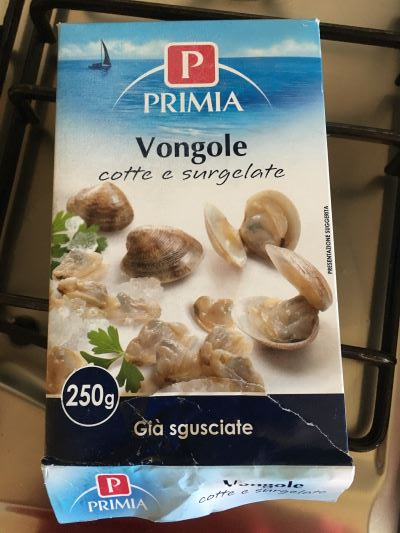 P
PRIMIA
Vongole
cotte e surgelate
PRESENTAZIONE SUGGERITA
250g
Già sgusciate
P
PRIMIA
Vongole
cotte e surgelate